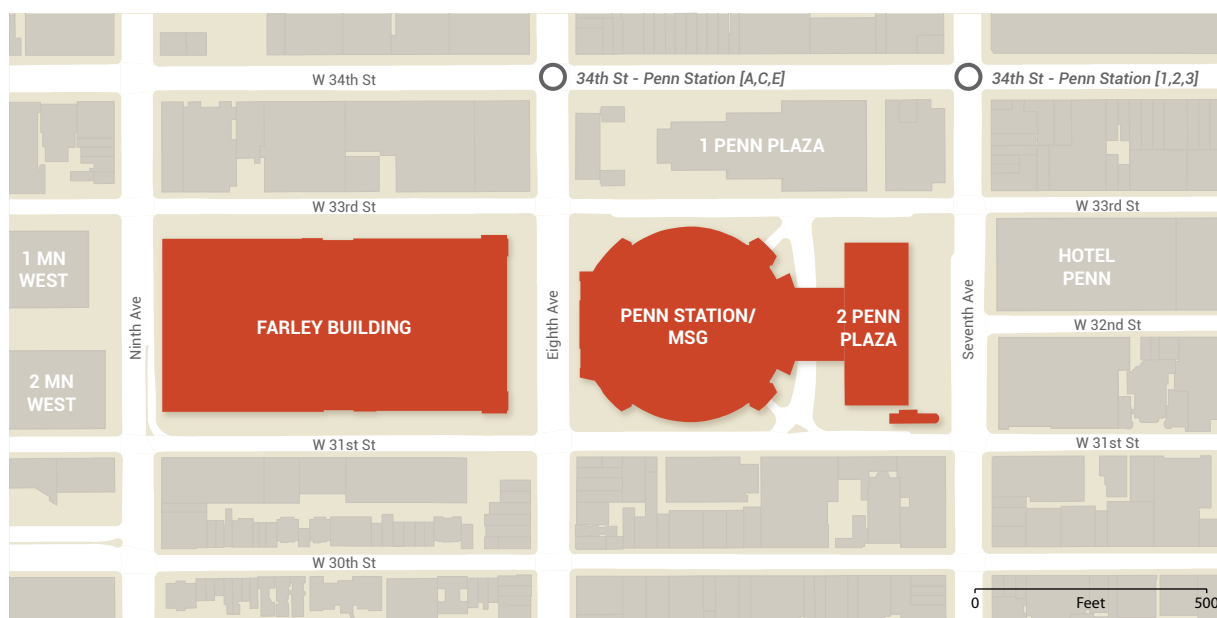 W 34th St
34th St - Penn Station [A,C,E]
34th St - Penn Station [1,2,3]
1 PENN PLAZA
W 33rd St
W 33rd St
1 MN
WEST
Ninth Ave
FARLEY BUILDING
Eighth Ave
PENN STATION/
MSG
2 PENN
PLAZA
Seventh Ave
HOTEL
PENN
W 32nd St
2 MN
WEST
W 31st St
W 31st St
W 30th St
0
Feet
500